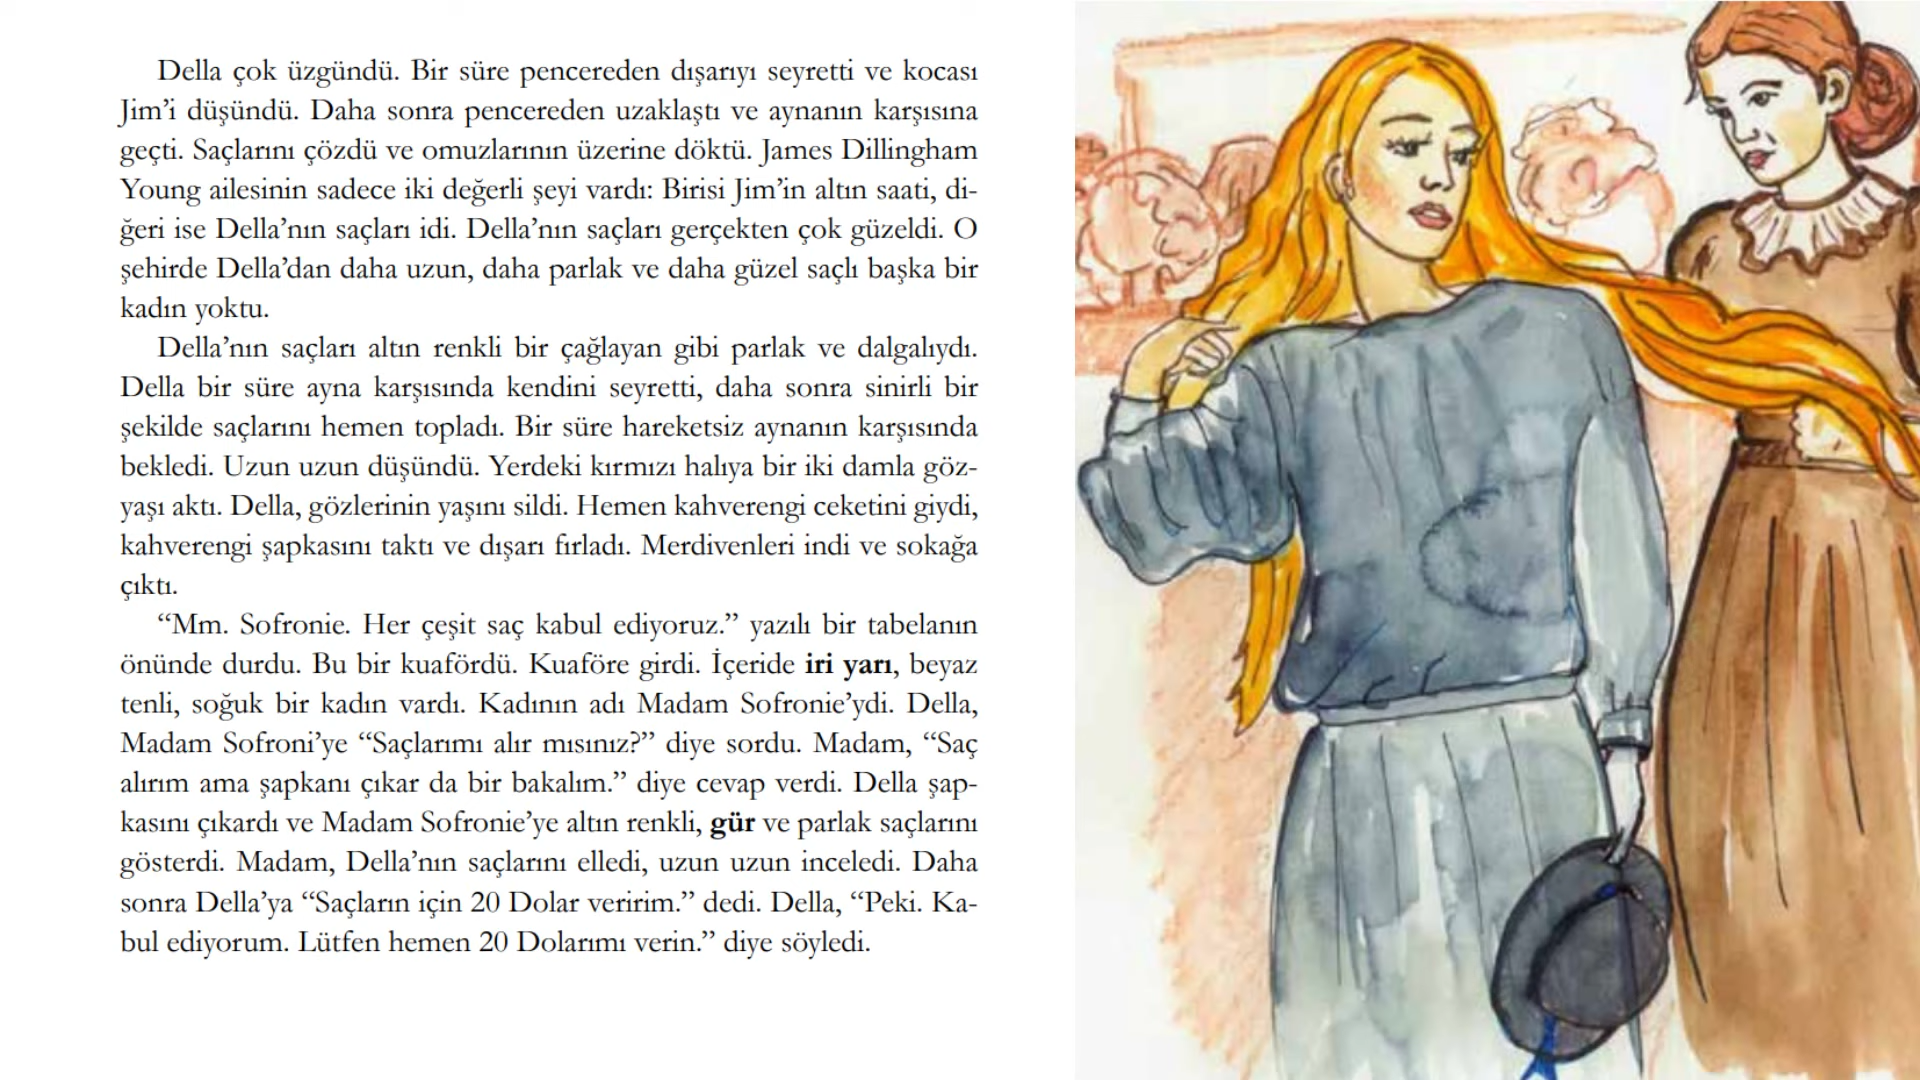 Della çok üzgündü. Bir süre pencereden dışarıyı seyretti ve kocası
Jim’i düşündü. Daha sonra pencereden uzaklaştı ve aynanın karşısına
geçti. Saçlarını çözdü ve omuzlarının üzerine döktü. James Dillingham
Young ailesinin sadece iki değerli şeyi vardı: Birisi Jim’in altın saati, di-
ğeri ise Della’nın saçları idi. Della’nın saçları gerçekten çok güzeldi. O
şehirde Della’dan daha uzun, daha parlak ve daha güzel saçlı başka bir
kadın yoktu.
Della’nın saçları altın renkli bir çağlayan gibi parlak ve dalgalıydı.
Della bir süre ayna karşısında kendini seyretti, daha sonra sinirli bir
şekilde saçlarını hemen topladı. Bir süre hareketsiz aynanın karşısında
bekledi. Uzun uzun düşündü. Yerdeki kırmızı halıya bir iki damla göz-
yaşı aktı. Della, gözlerinin yaşını sildi. Hemen kahverengi ceketini giydi,
kahverengi şapkasını taktı ve dışarı fırladı. Merdivenleri indi ve sokağa
çıktı.
“Mm. Sofronie. Her çeşit saç kabul ediyoruz.” yazılı bir tabelanın
önünde durdu. Bu bir kuafördü. Kuaföre girdi. İçeride iri yarı, beyaz
tenli, soğuk bir kadın vardı. Kadının adı Madam Sofronie’ydi. Della,
Madam Sofroni’ye “Saçlarımı alır mısınız?” diye sordu. Madam, “Saç
alırım ama şapkanı çıkar da bir bakalım.” diye cevap verdi. Della şap-
kasını çıkardı ve Madam Sofronie’ye altın renkli, gür ve parlak saçlarını
gösterdi. Madam, Della’nın saçlarını elledi, uzun uzun inceledi. Daha
sonra Della’ya “Saçların için 20 Dolar veririm.” dedi. Della, “Peki. Ka-
bul ediyorum. Lütfen hemen 20 Dolarımı verin.” diye söyledi.